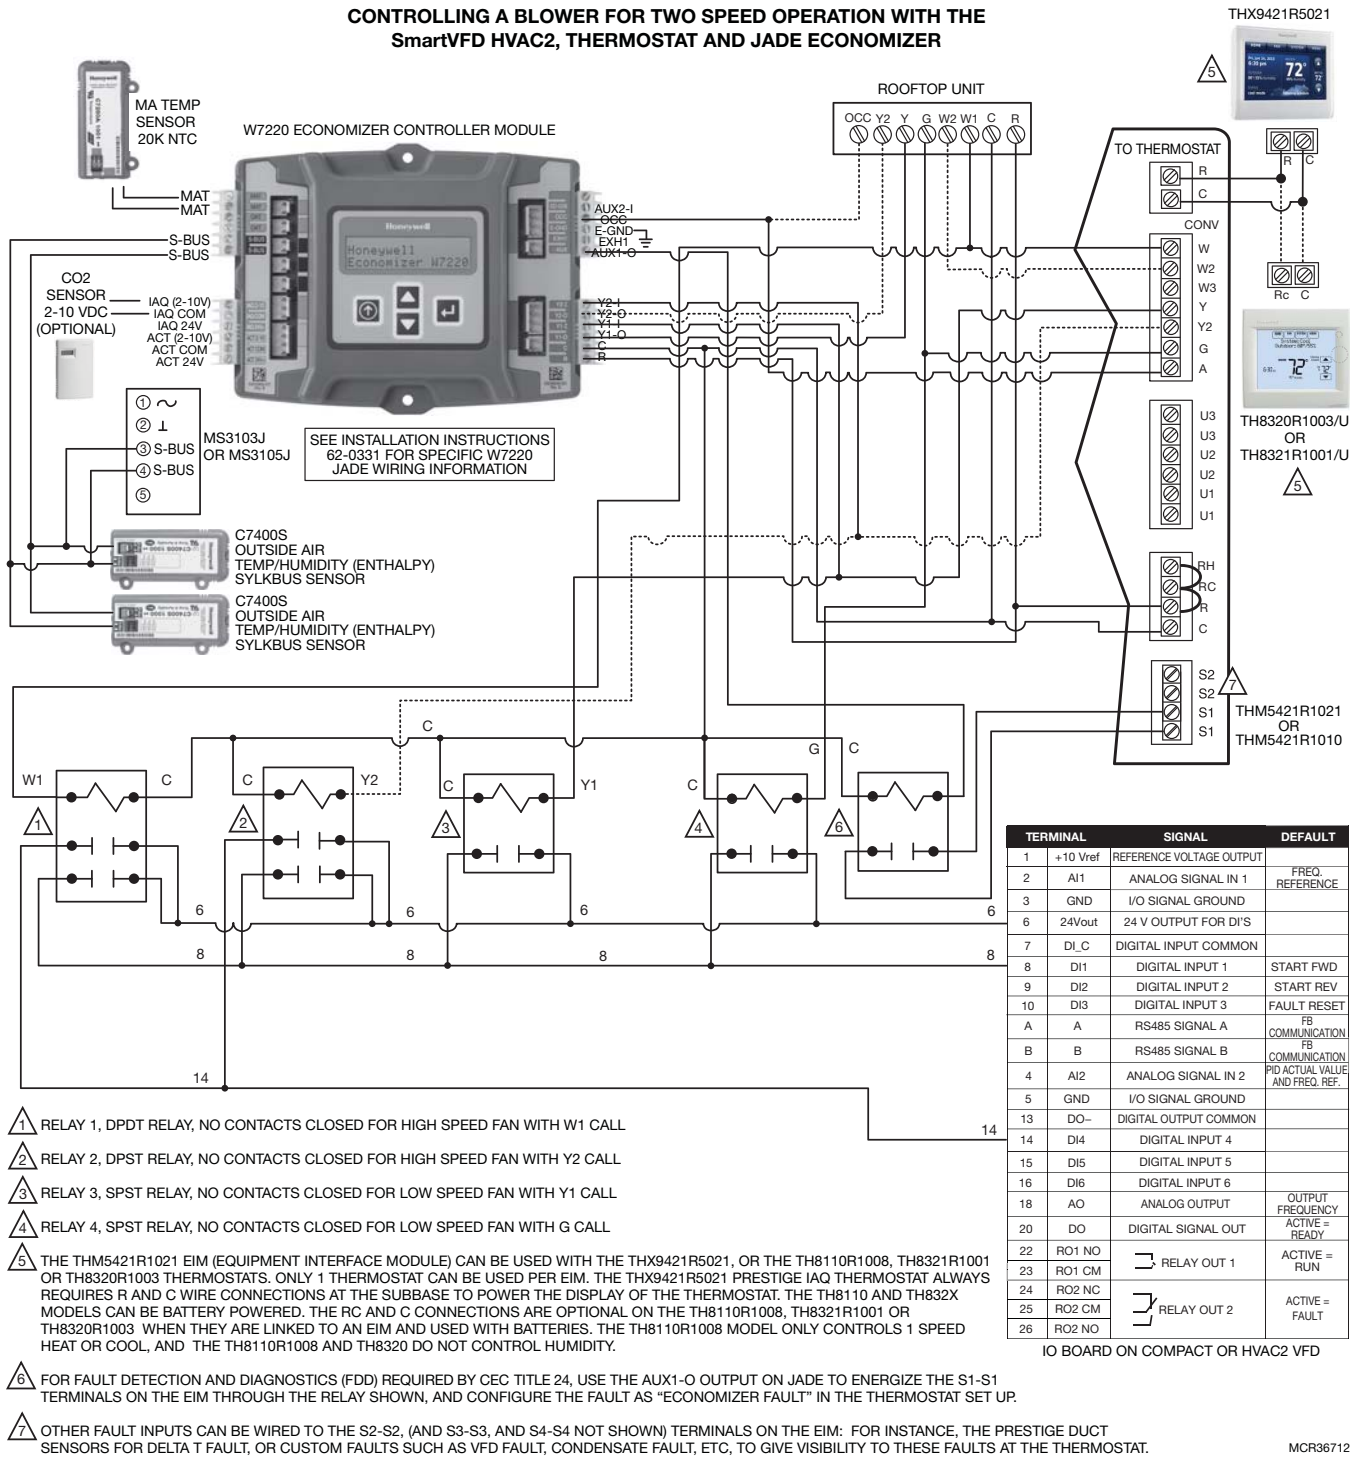 CONTROLLING A BLOWER FOR TWO SPEED OPERATION WITH THE
SmartVFD HVAC2, THERMOSTAT AND JADE ECONOMIZER
THX9421R5021
5
72°
MA TEMP
SENSOR
20K NTC
W7220 ECONOMIZER CONTROLLER MODULE
ROOFTOP UNIT
OCC Y2 Y G W2 W1 C R
TO THERMOSTAT
R
C
R C
CONV
W
W2
W3
Y
Y2
G
A
Rc C
MAT
MAT
S-BUS
S-BUS
Honeywell
Honeywell
Economizer W7220
AUX2-I
OCC
E-GND
EXH1
AUX1-O
CO2
SENSOR
2-10 VDC
(OPTIONAL)
IAQ (2-10V)
IAQ COM
IAQ 24V
ACT (2-10V)
ACT COM
ACT 24V
Y2-I
Y2-O
Y1-I
Y1-O
C
R
1
2
3 S-BUS
4 S-BUS
5
MS3103J
OR MS3105J
SEE INSTALLATION INSTRUCTIONS
62-0331 FOR SPECIFIC W7220
JADE WIRING INFORMATION
U3
U3
U2
U2
U1
U1
TH8320R1003/U
OR
TH8321R1001/U
5
C7400S
OUTSIDE AIR
TEMP/HUMIDITY (ENTHALPY)
SYLKBUS SENSOR
C7400S
OUTSIDE AIR
TEMP/HUMIDITY (ENTHALPY)
SYLKBUS SENSOR
RH
RC
R
C
S2
S2
S1
S1
7
THM5421R1021
OR
THM5421R1010
W1 C
1
C Y2
2
C
C Y1
3
C G
4
C
6
6 6 6 6
8 8 8 8
14
14
TERMINAL SIGNAL DEFAULT
1 +10 Vref REFERENCE VOLTAGE OUTPUT
2 AI1 ANALOG SIGNAL IN 1 FREQ. REFERENCE
3 GND I/O SIGNAL GROUND
6 24Vout 24 V OUTPUT FOR DI'S
7 DI_C DIGITAL INPUT COMMON
8 DI1 DIGITAL INPUT 1 START FWD
9 DI2 DIGITAL INPUT 2 START REV
10 DI3 DIGITAL INPUT 3 FAULT RESET
A A RS485 SIGNAL A FB COMMUNICATION
B B RS485 SIGNAL B FB COMMUNICATION
4 AI2 ANALOG SIGNAL IN 2 PID ACTUAL VALUE AND FREQ. REF.
5 GND I/O SIGNAL GROUND
13 DO– DIGITAL OUTPUT COMMON
14 DI4 DIGITAL INPUT 4
15 DI5 DIGITAL INPUT 5
16 DI6 DIGITAL INPUT 6
18 AO ANALOG OUTPUT OUTPUT FREQUENCY
20 DO DIGITAL SIGNAL OUT ACTIVE = READY
22 RO1 NO RELAY OUT 1 ACTIVE = RUN
23 RO1 CM
24 RO2 NC
25 RO2 CM RELAY OUT 2 ACTIVE = FAULT
26 RO2 NO
IO BOARD ON COMPACT OR HVAC2 VFD
1 RELAY 1, DPDT RELAY, NO CONTACTS CLOSED FOR HIGH SPEED FAN WITH W1 CALL
2 RELAY 2, DPST RELAY, NO CONTACTS CLOSED FOR HIGH SPEED FAN WITH Y2 CALL
3 RELAY 3, SPST RELAY, NO CONTACTS CLOSED FOR LOW SPEED FAN WITH Y1 CALL
4 RELAY 4, SPST RELAY, NO CONTACTS CLOSED FOR LOW SPEED FAN WITH G CALL
5 THE THM5421R1021 EIM (EQUIPMENT INTERFACE MODULE) CAN BE USED WITH THE THX9421R5021, OR THE TH8110R1008, TH8321R1001
OR TH8320R1003 THERMOSTATS. ONLY 1 THERMOSTAT CAN BE USED PER EIM. THE THX9421R5021 PRESTIGE IAQ THERMOSTAT ALWAYS
REQUIRES R AND C WIRE CONNECTIONS AT THE SUBBASE TO POWER THE DISPLAY OF THE THERMOSTAT. THE TH8110 AND TH832X
MODELS CAN BE BATTERY POWERED. THE RC AND C CONNECTIONS ARE OPTIONAL ON THE TH8110R1008, TH8321R1001 OR
TH8320R1003 WHEN THEY ARE LINKED TO AN EIM AND USED WITH BATTERIES. THE TH8110R1008 MODEL ONLY CONTROLS 1 SPEED
HEAT OR COOL, AND THE TH8110R1008 AND TH8320 DO NOT CONTROL HUMIDITY.
6 FOR FAULT DETECTION AND DIAGNOSTICS (FDD) REQUIRED BY CEC TITLE 24, USE THE AUX1-O OUTPUT ON JADE TO ENERGIZE THE S1-S1
TERMINALS ON THE EIM THROUGH THE RELAY SHOWN, AND CONFIGURE THE FAULT AS “ECONOMIZER FAULT” IN THE THERMOSTAT SET UP.
7 OTHER FAULT INPUTS CAN BE WIRED TO THE S2-S2, (AND S3-S3, AND S4-S4 NOT SHOWN) TERMINALS ON THE EIM: FOR INSTANCE, THE PRESTIGE DUCT
SENSORS FOR DELTA T FAULT, OR CUSTOM FAULTS SUCH AS VFD FAULT, CONDENSATE FAULT, ETC, TO GIVE VISIBILITY TO THESE FAULTS AT THE THERMOSTAT.
MCR36712